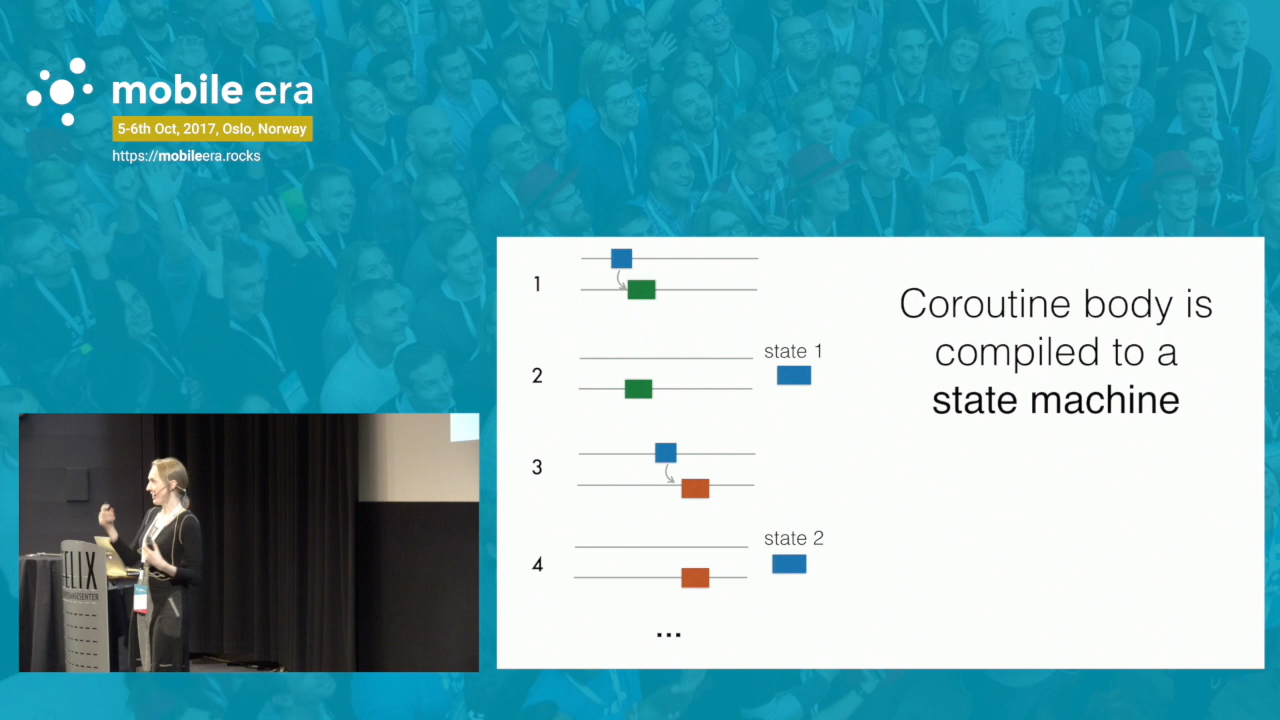 mobile era
5-6th Oct, 2017, Oslo, Norway
https://mobileera.rocks
1
2
state 1
3
4
state 2
...
Coroutine body is
compiled to a
state machine
ELIX